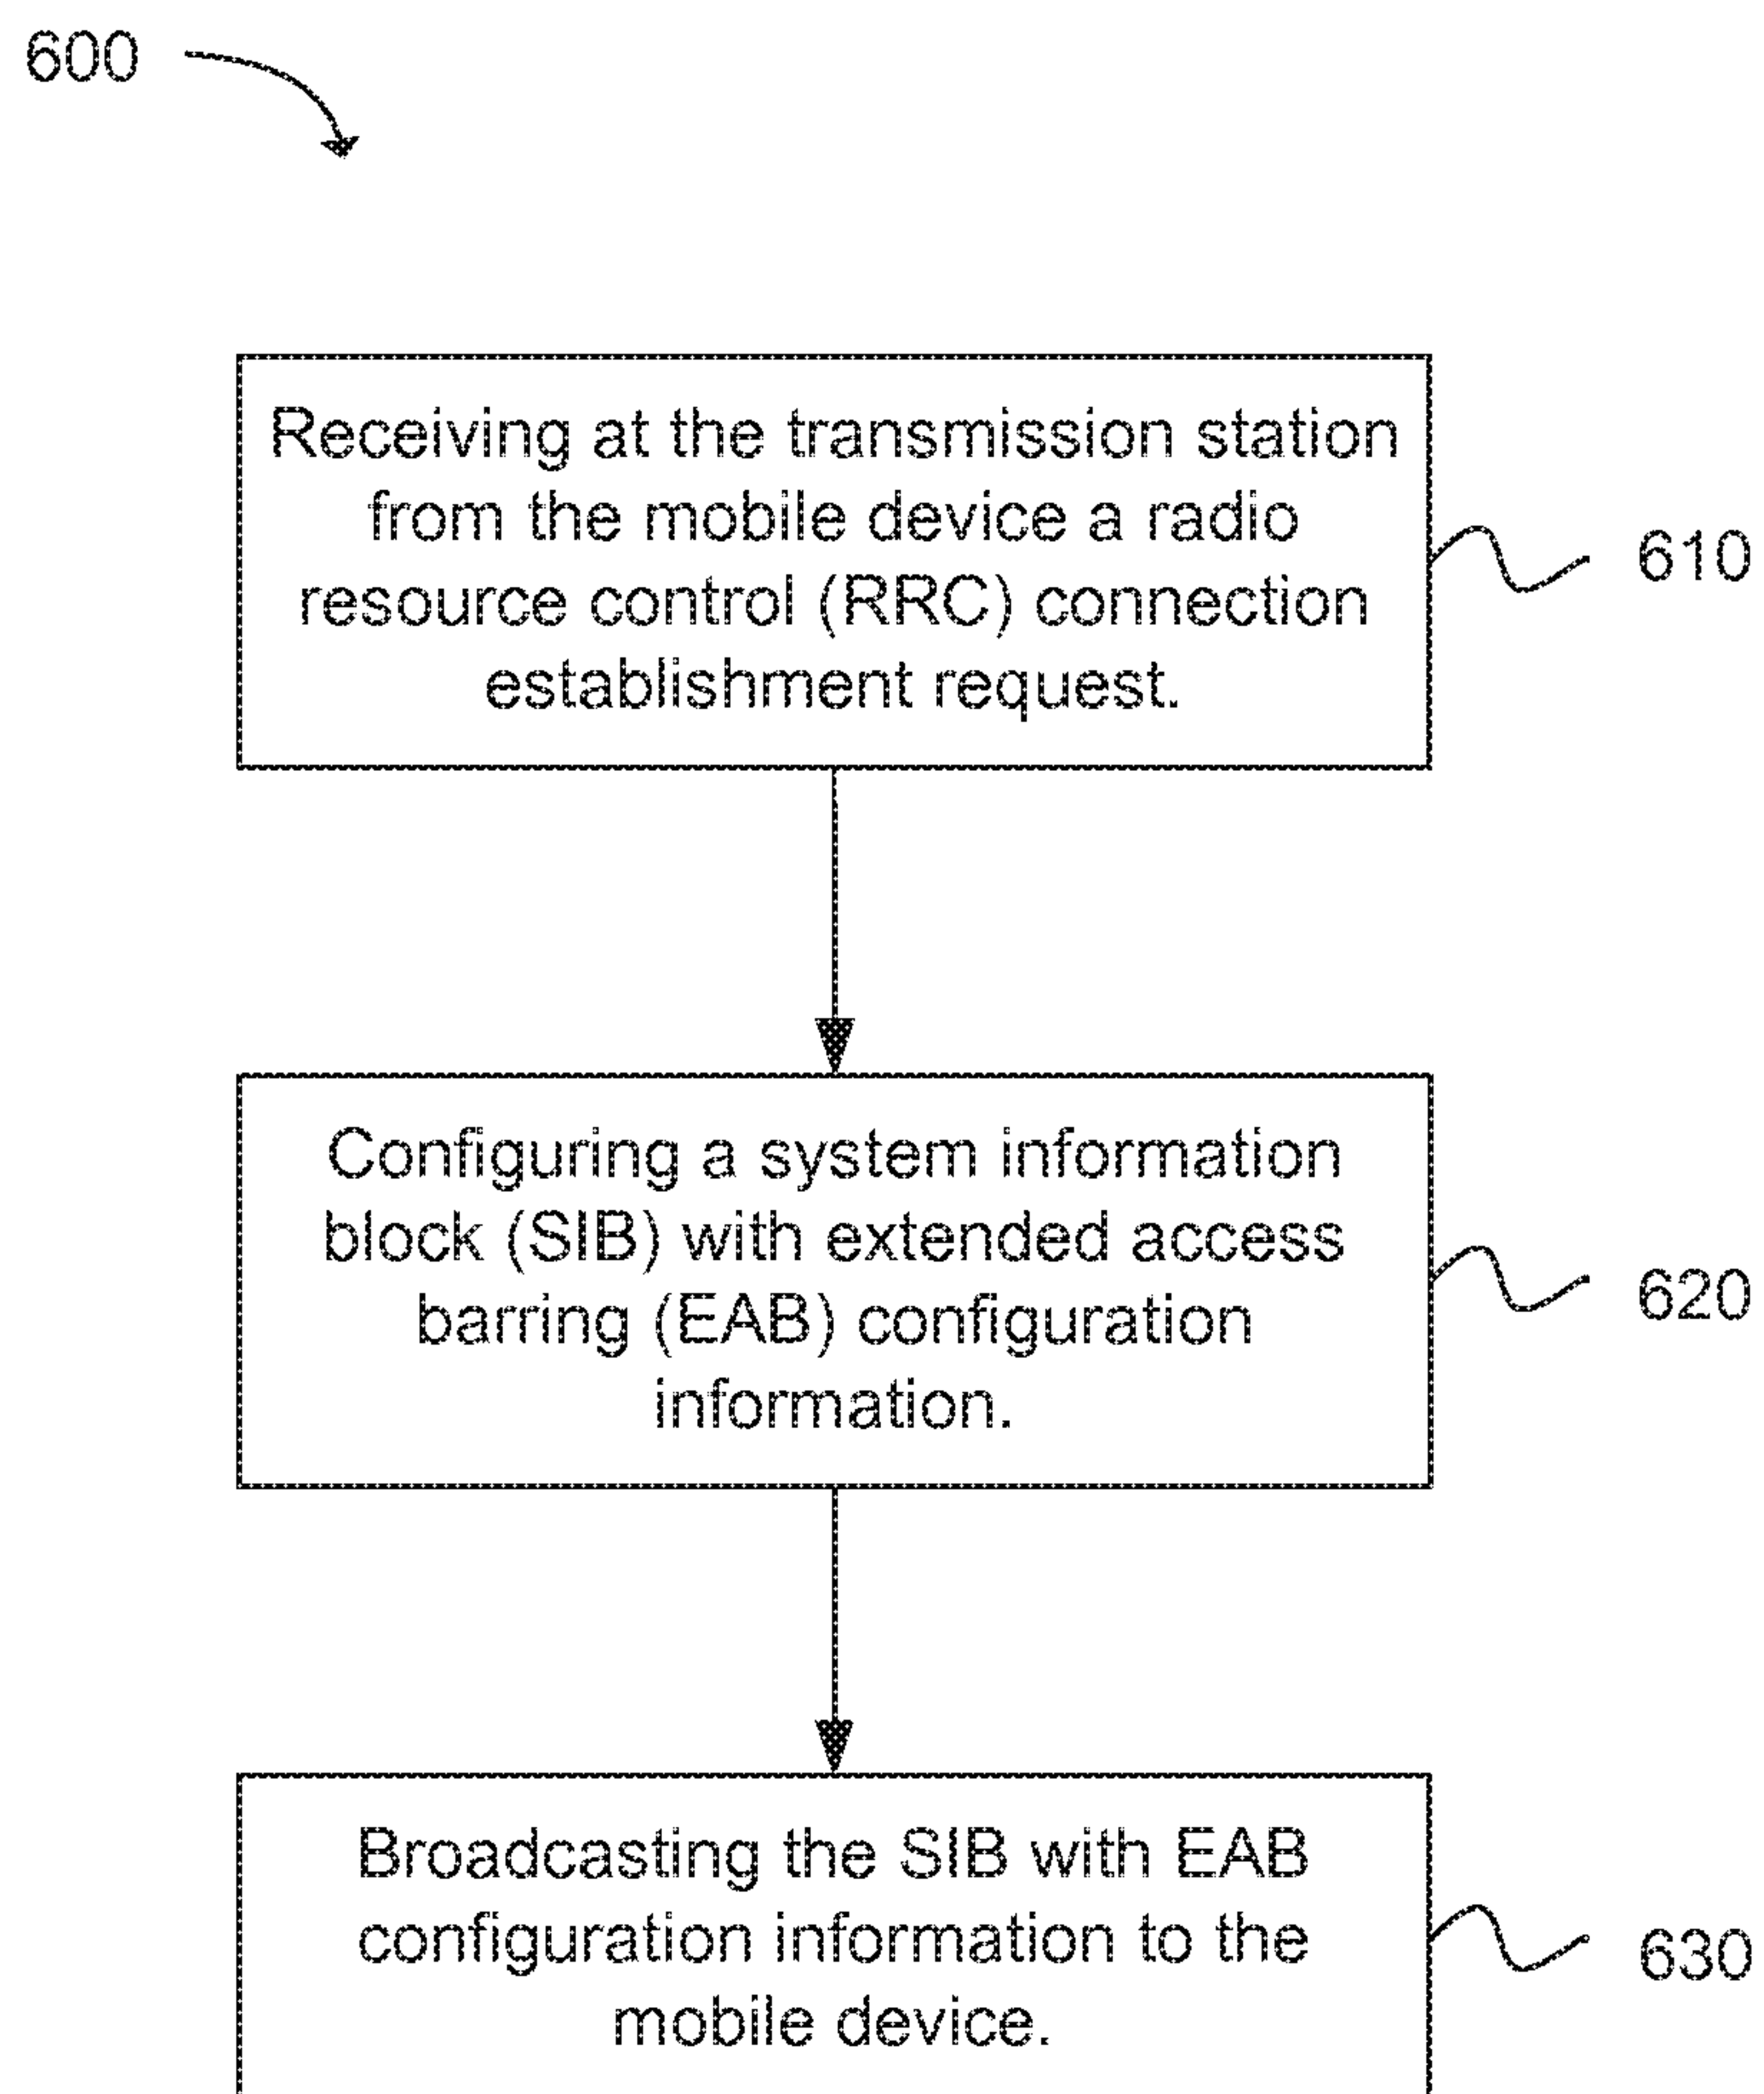 600
Receiving at the transmission station
from the mobile device a radio
resource control (RRC) connection
establishment request.
610
Configuring a system information
block (SIB) with extended access
barring (EAB) configuration
information.
620
Broadcasting the SIB with EAB
configuration information to the
mobile device.
630